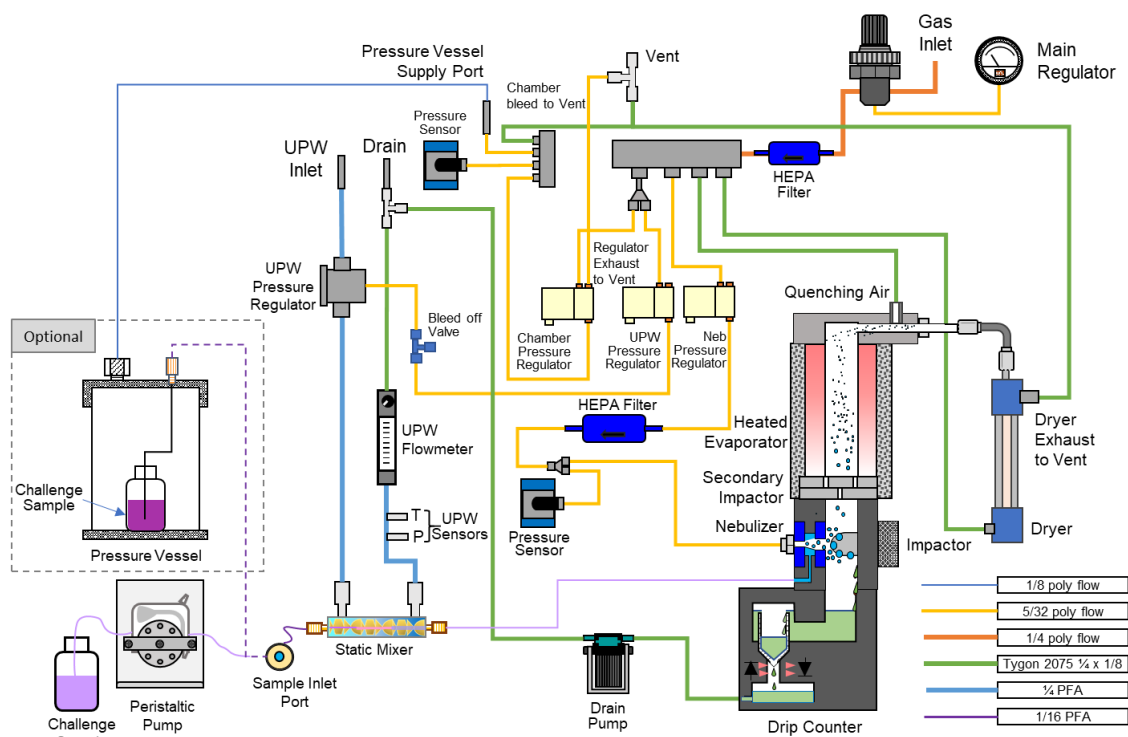 Pressure Vessel
Supply Port
Vent
Gas
Inlet
Main
Regulator
Chamber
bleed to Vent
Pressure
Sensor
UPW
Inlet
Drain
HEPA
Filter
UPW
Pressure
Regulator
Regulator
Exhaust
to Vent
Quenching Air
Bleed off
Valve
Chamber
Pressure
Regulator
UPW
Pressure
Regulator
Neb
Pressure
Regulator
Optional
HEPA Filter
UPW
Flowmeter
Heated
Evaporator
Dryer
Exhaust
to Vent
Challenge
Sample
Secondary
Impactor
T
P
UPW
Sensors
Nebulizer
Impactor
Dryer
Pressure
Sensor
Pressure Vessel
Static Mixer
Sample Inlet
Port
Peristaltic
Pump
Challenge
Drain
Pump
Drip Counter
1/8 poly flow
5/32 poly flow
1/4 poly flow
Tygon 2075 ¼ x 1/8
¼ PFA
1/16 PFA